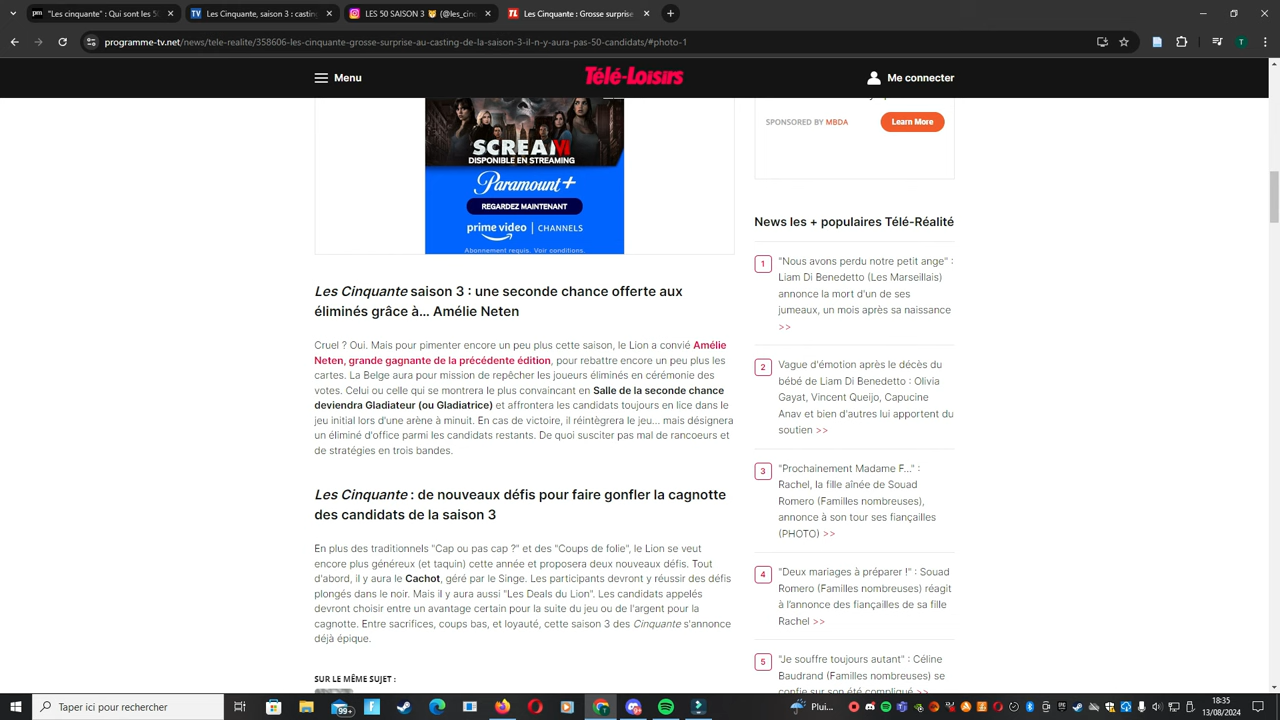 "Les cinquante" : Qui sont les 5
Les Cinquante, saison 3 : casting
LES 50 SAISON 3 🦁 (@les_cinq
Les Cinquante : Grosse surprise
programme-tv.net/news/tele-realite/358606-les-cinquante-grosse-surprise-au-casting-de-la-saison-3-il-n-y-aura-pas-50-candidats/#photo-1
Menu
Télé-Loisirs
Me connecter
SCREAM
DISPONIBLE EN STREAMING
Paramount+
REGARDEZ MAINTENANT
prime video | CHANNELS
Abonnement requis. Voir conditions.
SPONSORED BY MBDA
Learn More
Les Cinquante saison 3 : une seconde chance offerte aux
éliminés grâce à... Amélie Neten
Cruel ? Oui. Mais pour pimenter encore un peu plus cette saison, le Lion a convié Amélie
Neten, grande gagnante de la précédente édition, pour rebattre encore un peu plus les
cartes. La Belge aura pour mission de repêcher les joueurs éliminés en cérémonie des
votes. Celui ou celle qui se montrera le plus convaincant en Salle de la seconde chance
deviendra Gladiateur (ou Gladiatrice) et affrontera les candidats toujours en lice dans le
jeu initial lors d'une arène à minuit. En cas de victoire, il réintègrera le jeu... mais désignera
un éliminé d'office parmi les candidats restants. De quoi susciter pas mal de rancoeurs et
de stratégies en trois bandes.
Les Cinquante : de nouveaux défis pour faire gonfler la cagnotte
des candidats de la saison 3
En plus des traditionnels "Cap ou pas cap ?" et des "Coups de folie", le Lion se veut
encore plus généreux (et taquin) cette année et proposera deux nouveaux défis. Tout
d'abord, il y aura le Cachot, géré par le Singe. Les participants devront y réussir des défis
plongés dans le noir. Mais il y aura aussi "Les Deals du Lion". Les candidats appelés
devront choisir entre un avantage certain pour la suite du jeu ou de l'argent pour la
cagnotte. Entre sacrifices, coups bas, et loyauté, cette saison 3 des Cinquante s'annonce
déjà épique.
SUR LE MÊME SUJET :
News les + populaires Télé-Réalité
1
"Nous avons perdu notre petit ange" :
Liam Di Benedetto (Les Marseillais)
annonce la mort d'un de ses
jumeaux, un mois après sa naissance
>>
2
Vague d'émotion après le décès du
bébé de Liam Di Benedetto : Olivia
Gayat, Vincent Queijo, Capucine
Anav et bien d'autres lui apportent du
soutien >>
3
"Prochainement Madame F..." :
Rachel, la fille aînée de Souad
Romero (Familles nombreuses),
annonce à son tour ses fiançailles
(PHOTO) >>
4
"Deux mariages à préparer !" : Souad
Romero (Familles nombreuses) réagit
à l'annonce des fiançailles de sa fille
Rachel >>
5
"Je souffre toujours autant" : Céline
Baudrand (Familles nombreuses) se
confie sur son été compliqué >>
Taper ici pour rechercher
99+
Plui...
18:35
13/08/2024